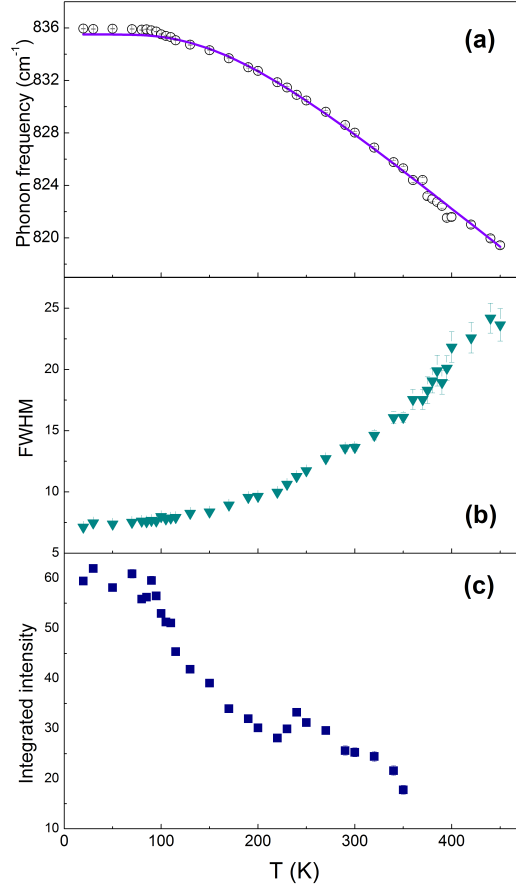 (a)
Phonon frequency (cm⁻¹)
836
832
828
824
820
(b)
FWHM
25
20
15
10
5
(c)
Integrated intensity
60
50
40
30
20
10
0 100 200 300 400
T (K)